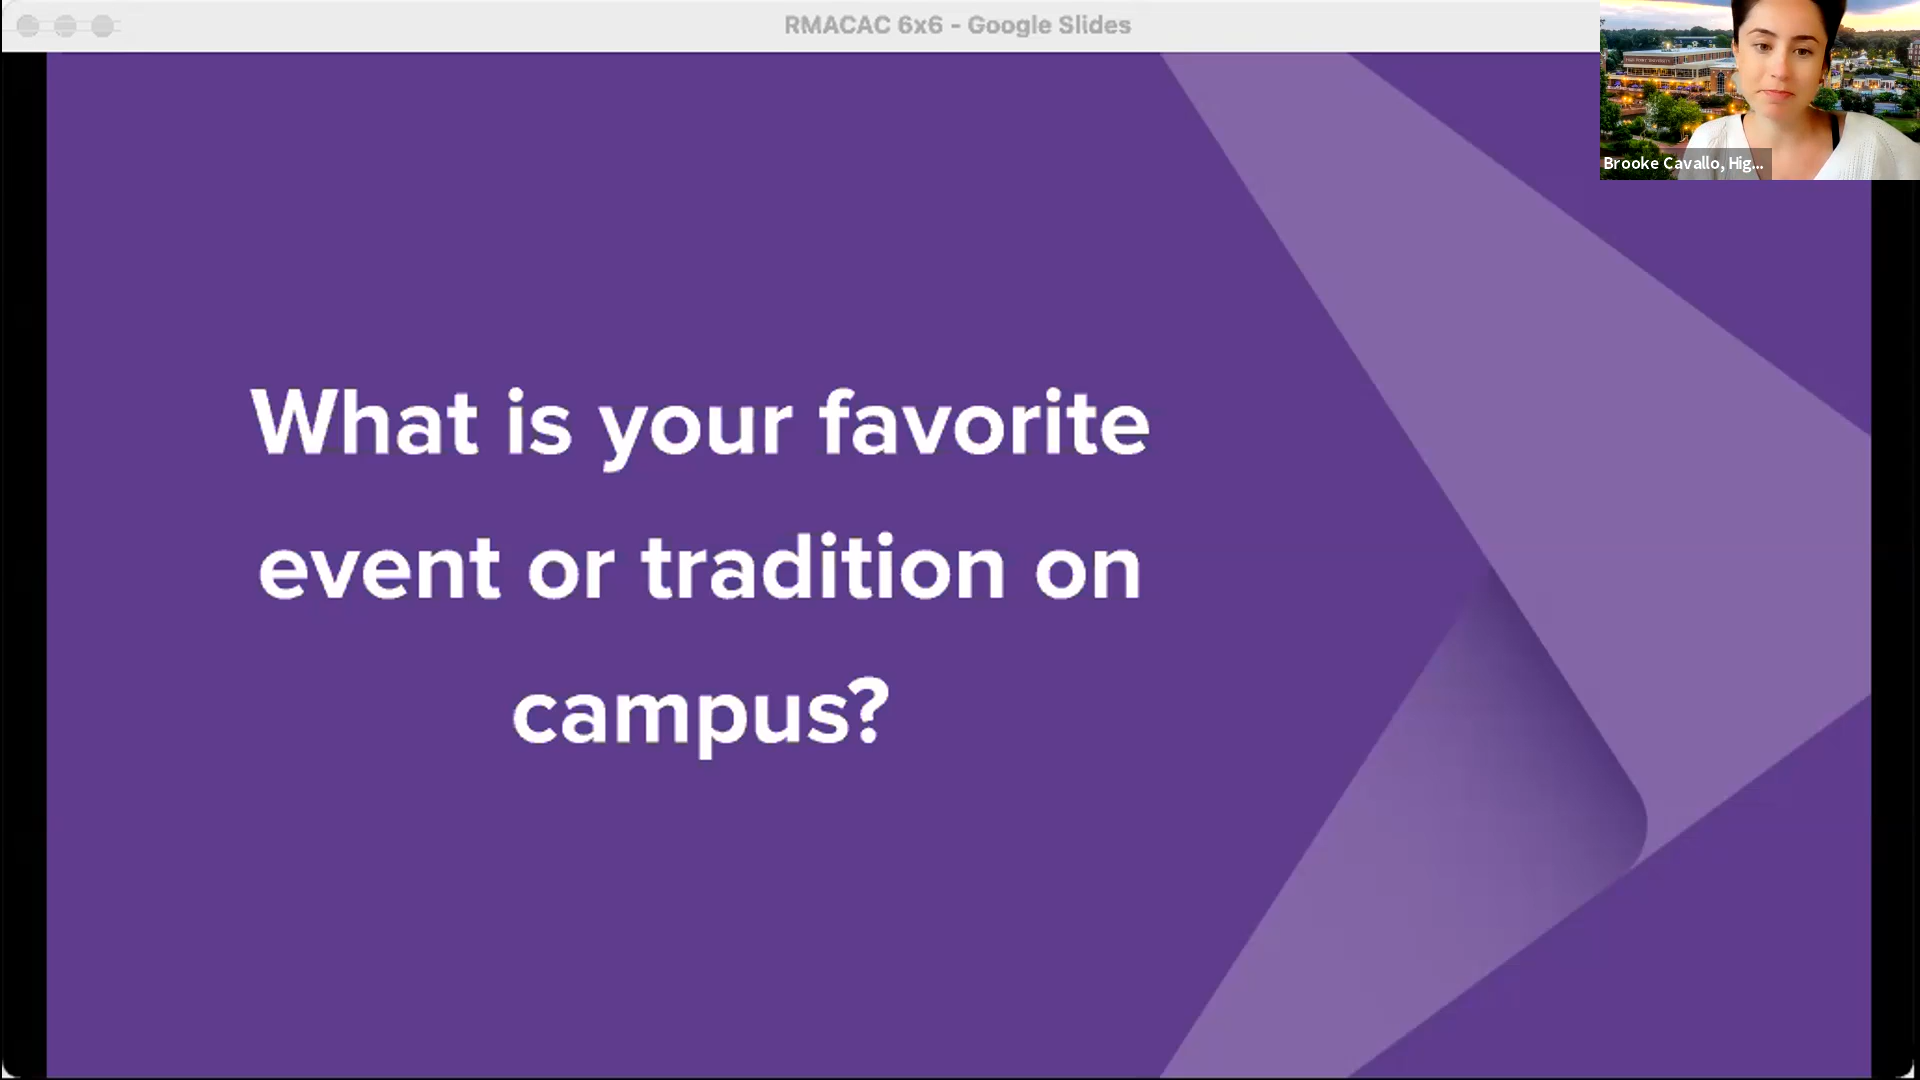 RMACAC 6x6 - Google Slides
Brooke Cavallo, Hig...
What is your favorite
event or tradition on
campus?